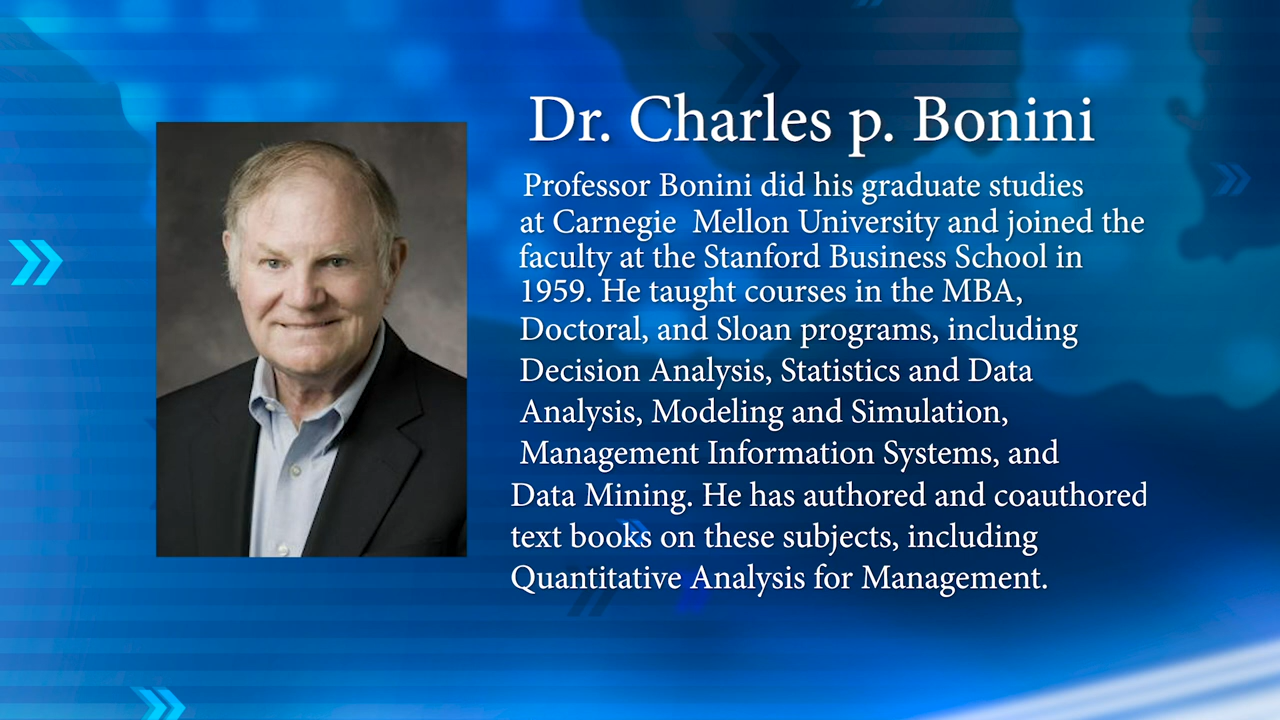 Dr. Charles p. Bonini
Professor Bonini did his graduate studies
at Carnegie Mellon University and joined the
faculty at the Stanford Business School in
1959. He taught courses in the MBA,
Doctoral, and Sloan programs, including
Decision Analysis, Statistics and Data
Analysis, Modeling and Simulation,
Management Information Systems, and
Data Mining. He has authored and coauthored
text books on these subjects, including
Quantitative Analysis for Management.